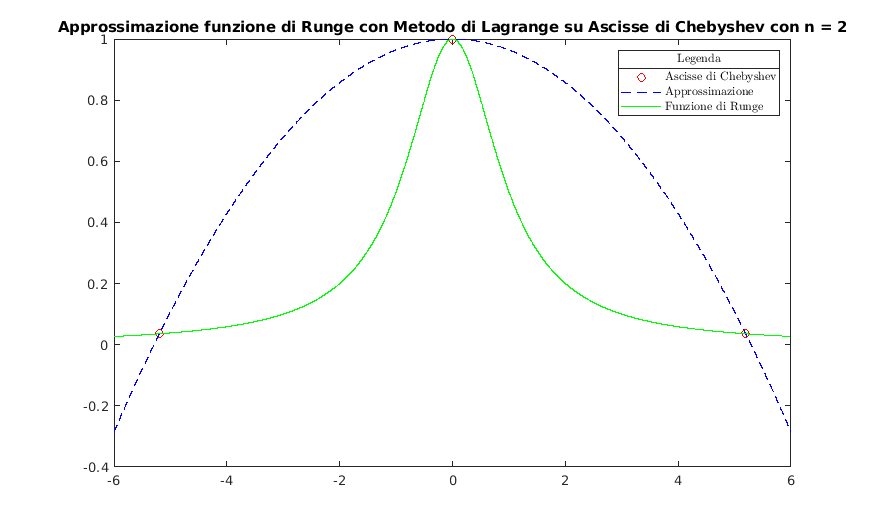 Approssimazione funzione di Runge con Metodo di Lagrange su Ascisse di Chebyshev con n = 2
Legenda
Ascisse di Chebyshev
Approssimazione
Funzione di Runge
1
0.8
0.6
0.4
0.2
0
-0.2
-0.4
-6 -4 -2 0 2 4 6